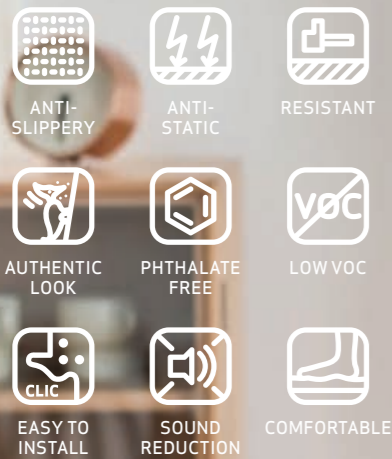 ANTI-
SLIPPERY
ANTI-
STATIC
RESISTANT
AUTHENTIC
LOOK
PHTHALATE
FREE
VOC
LOW VOC
CLIC
EASY TO
INSTALL
SOUND
REDUCTION
COMFORTABLE